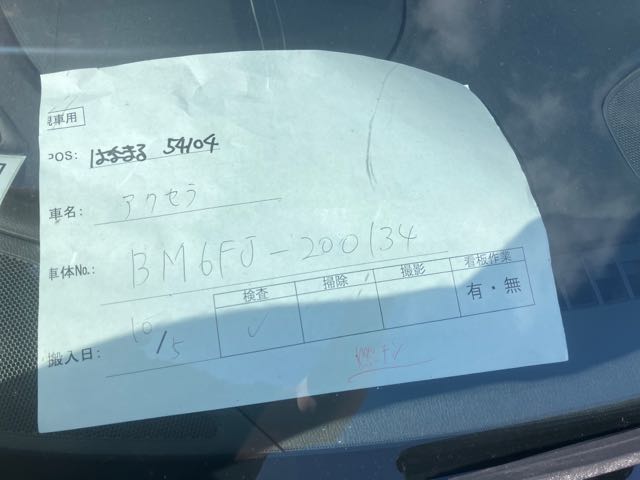 現車用
POS: はなまる 54104
車名: アクセラ
車体No.: BM6FJ-200134
検査 掃除 撮影 看板作業
有・無
搬入日: 10/5